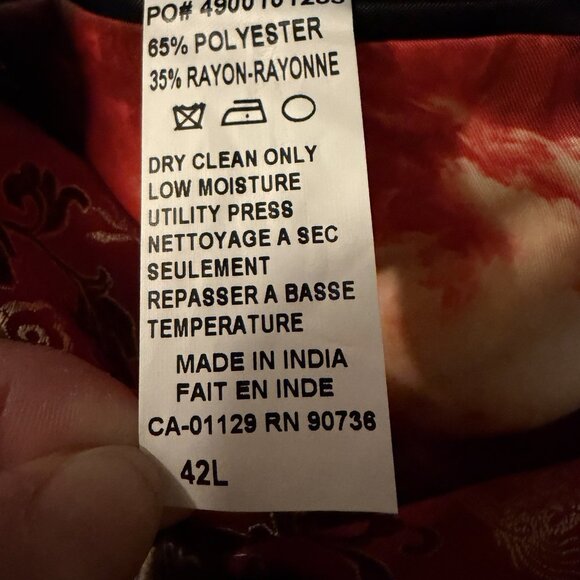 PO#
65% POLYESTER
35% RAYON-RAYONNE
DRY CLEAN ONLY
LOW MOISTURE
UTILITY PRESS
NETTOYAGE A SEC
SEULEMENT
REPASSER A BASSE
TEMPERATURE
MADE IN INDIA
FAIT EN INDE
CA-01129 RN 90736
42L